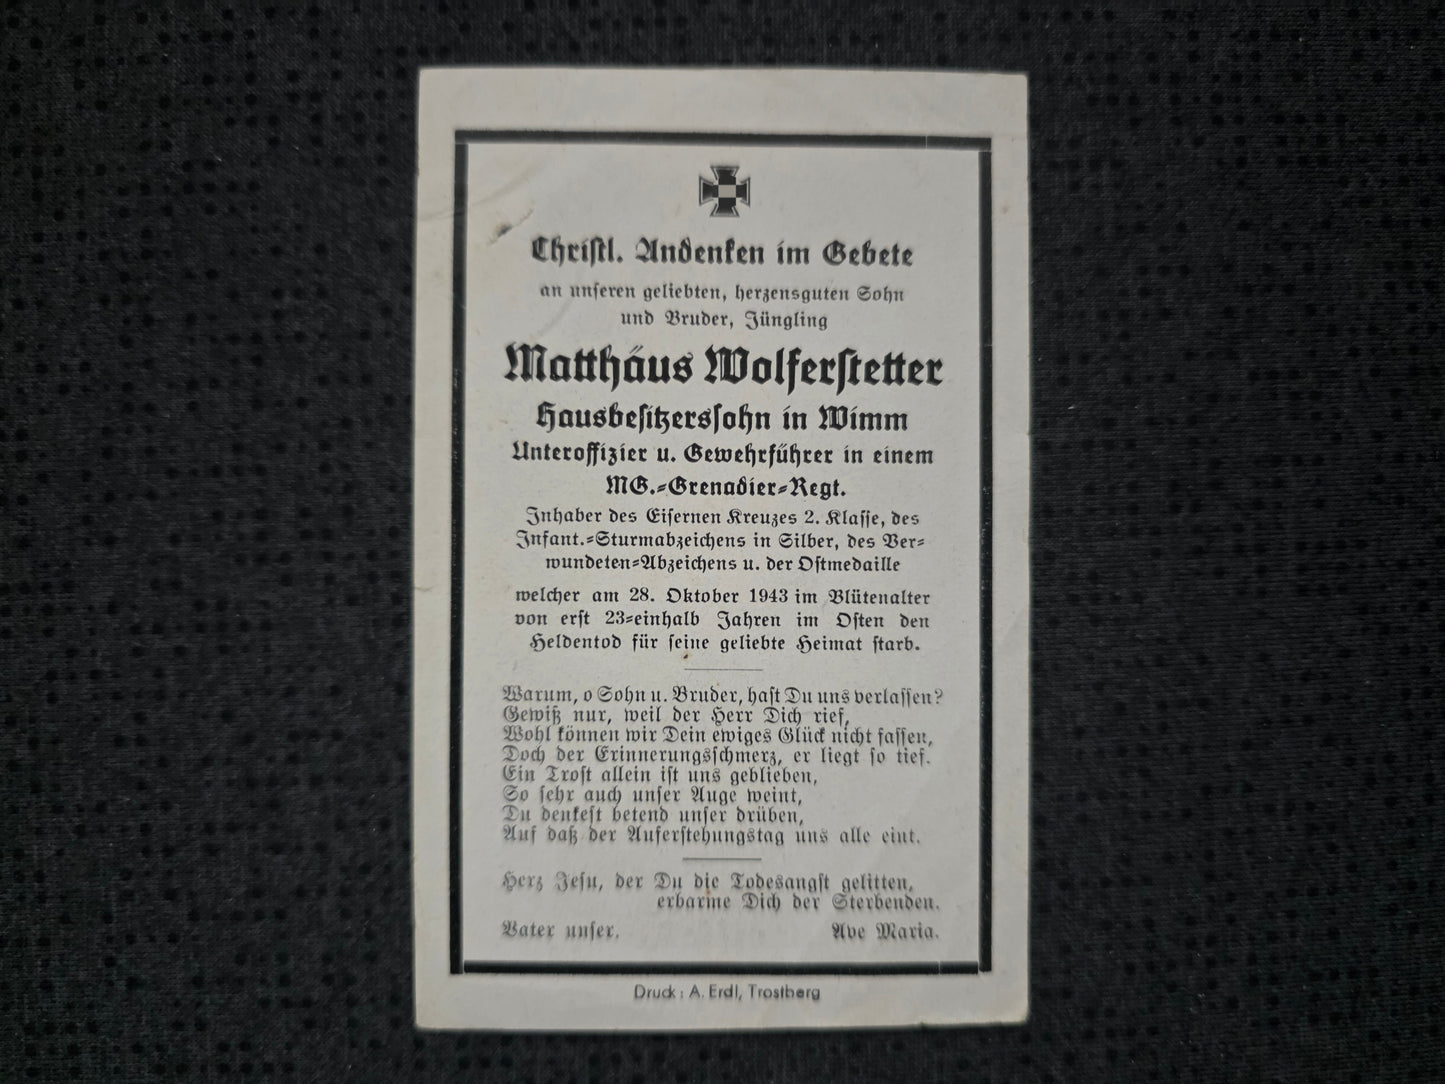 Christl. Andenken im Gebete
an unseren geliebten, herzensguten Sohn
und Bruder, Jüngling
Matthäus Wolferstetter
Hausbesitzerssohn in Wimm
Unteroffizier u. Gewehrführer in einem
MG.-Grenadier-Regt.
Inhaber des Eisernen Kreuzes 2. Klasse, des
Infant.-Sturmabzeichens in Silber, des Ver-
wundeten-Abzeichens u. der Ostmedaille
welcher am 28. Oktober 1943 im Blütenalter
von erst 23-einhalb Jahren im Osten den
Heldentod für seine geliebte Heimat starb.
Warum, o Sohn u. Bruder, hast Du uns verlassen?
Gewiß nur, weil der Herr Dich rief,
Wohl können wir Dein ewiges Glück nicht fassen,
Doch der Erinnerungsschmerz, er liegt so tief.
Ein Trost allein ist uns geblieben,
So sehr auch unser Auge weint,
Du denkest betend unser drüben,
Auf daß der Auferstehungstag uns alle eint.
Herz Jesu, der Du die Todesangst gelitten,
erbarme Dich der Sterbenden.
Vater unser. Ave Maria.
Druck: A. Erdl, Trostberg